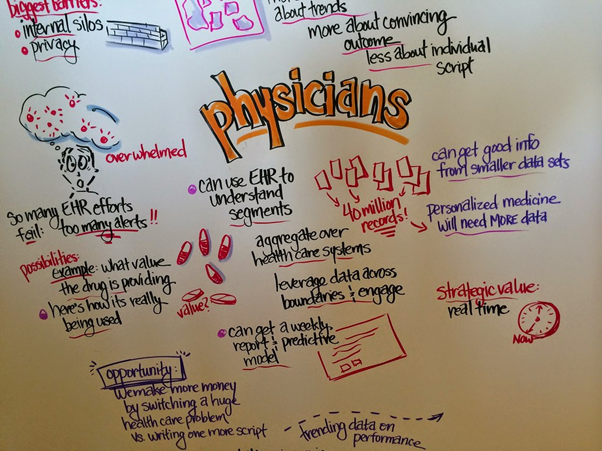 biggest barriers:
internal silos
privacy
about trends
more about convincing
outcome
less about individual
script
physicians
overwhelmed
so many EHR efforts
fail: too many alerts!!
possibilities:
example: what value
the drug is providing
here's how its really
being used
value?
can use EHR to
understand
segments
40 million
records!
can get good info
from smaller data sets
personalized medicine
will need MORE data
aggregate over
health care systems
leverage data across
boundaries & engage
can get a weekly
report & predictive
model
strategic value:
real time
NOW
opportunity:
We make more money
by switching a huge
health care problem
vs. writing one more script
trending data on
performance